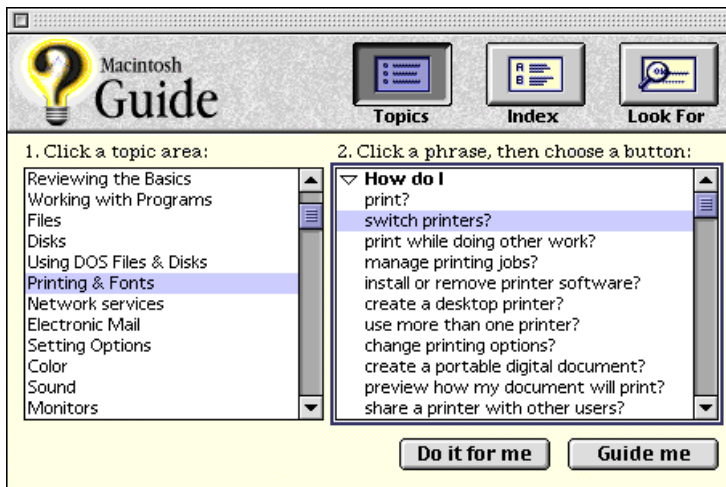 Macintosh
Guide
Topics
Index
Look For
1. Click a topic area:
Reviewing the Basics
Working with Programs
Files
Disks
Using DOS Files & Disks
Printing & Fonts
Network services
Electronic Mail
Setting Options
Color
Sound
Monitors
2. Click a phrase, then choose a button:
How do I
print?
switch printers?
print while doing other work?
manage printing jobs?
install or remove printer software?
create a desktop printer?
use more than one printer?
change printing options?
create a portable digital document?
preview how my document will print?
share a printer with other users?
Do it for me
Guide me